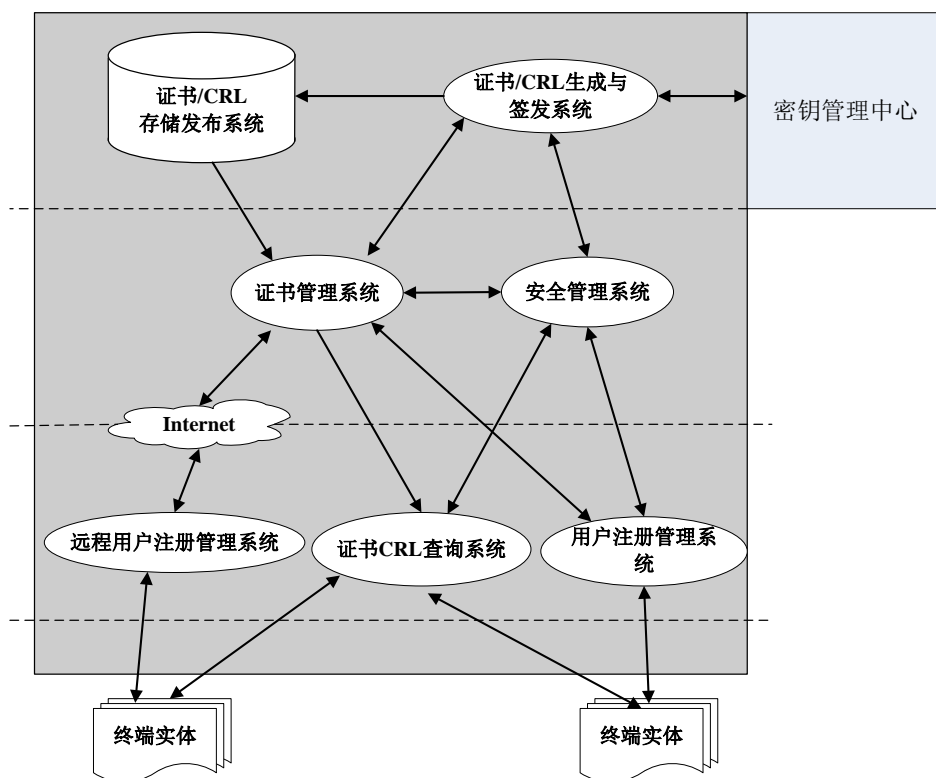 证书/CRL
存储发布系统
证书/CRL生成与
签发系统
密钥管理中心
证书管理系统
安全管理系统
Internet
远程用户注册管理系统
证书CRL查询系统
用户注册管理系
统
终端实体
终端实体